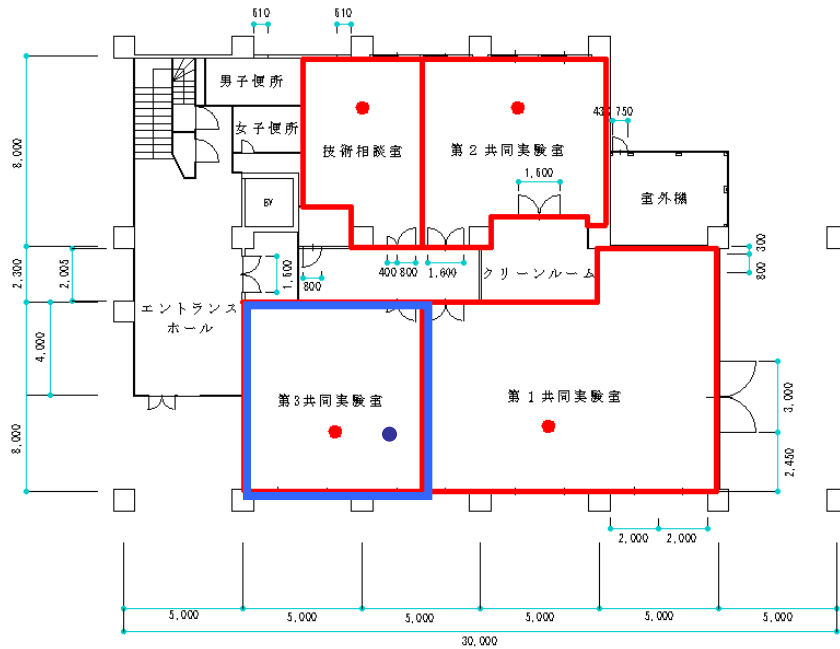 510
510
男子便所
女子便所
技術相談室
第2共同実験室
430
750
1,600
室外機
EV
8,000
2,300
2,005
1,600
800
400
800
1,600
クリーンルーム
300
800
エントランス
ホール
4,000
8,000
第3共同実験室
第1共同実験室
3,000
2,450
2,000
2,000
5,000
5,000
5,000
5,000
5,000
5,000
30,000